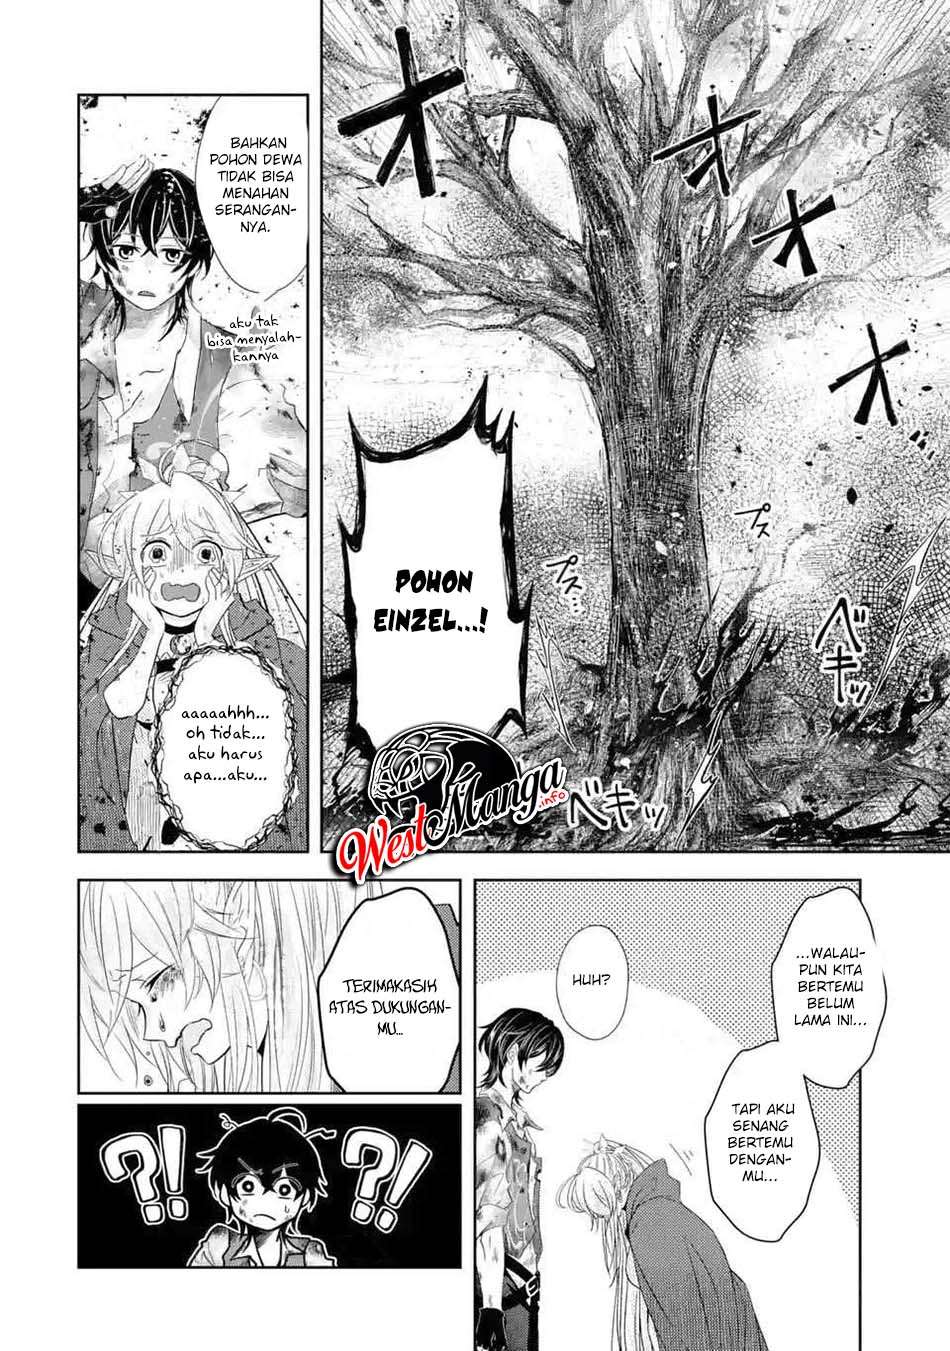 オ
オ
オ
オ
プス
プス…
ベキッ
ベキッ
POHON
EINZEL...!
WestManga
.info
BAHKAN
POHON DEWA
TIDAK BISA
MENAHAN
SERANGAN-
NYA.
aku tak
bisa menyalah-
kannya
aaaaahhh...
oh tidak...
aku harus
apa...aku...
...WALAU-
PUN KITA
BERTEMU
BELUM
LAMA INI...
HUH?
TAPI AKU
SENANG
BERTEMU
DENGAN-
MU...
TERIMAKASIH
ATAS DUKUNGAN-
MU...
?!
?!